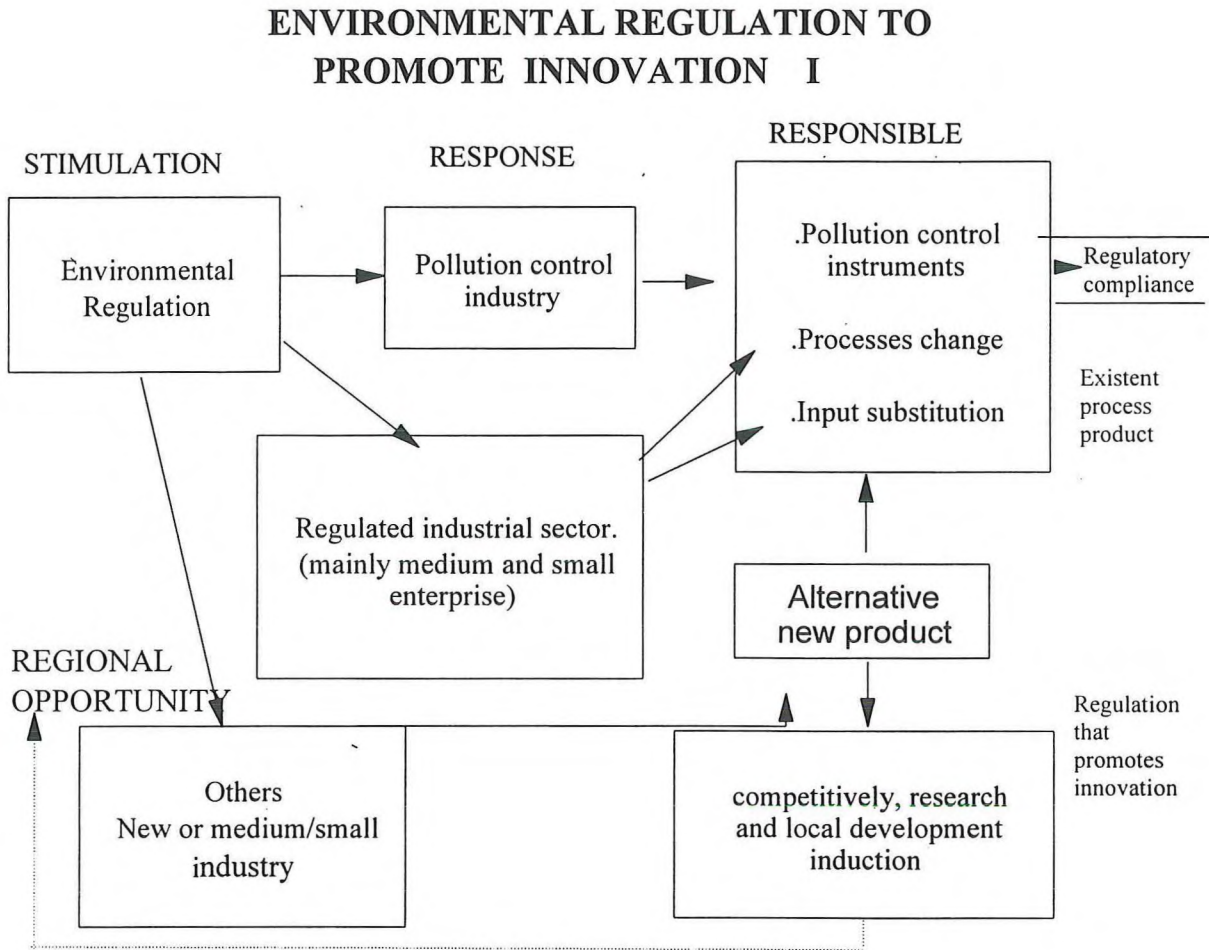 ENVIRONMENTAL REGULATION TO
PROMOTE INNOVATION I
STIMULATION
RESPONSE
RESPONSIBLE
Environmental
Regulation
Pollution control
industry
.Pollution control
instruments
.Processes change
.Input substitution
Regulatory
compliance
Existent
process
product
Regulated industrial sector.
(mainly medium and small
enterprise)
Alternative
new product
REGIONAL
OPPORTUNITY
Others
New or medium/small
industry
competitively, research
and local development
induction
Regulation
that
promotes
innovation